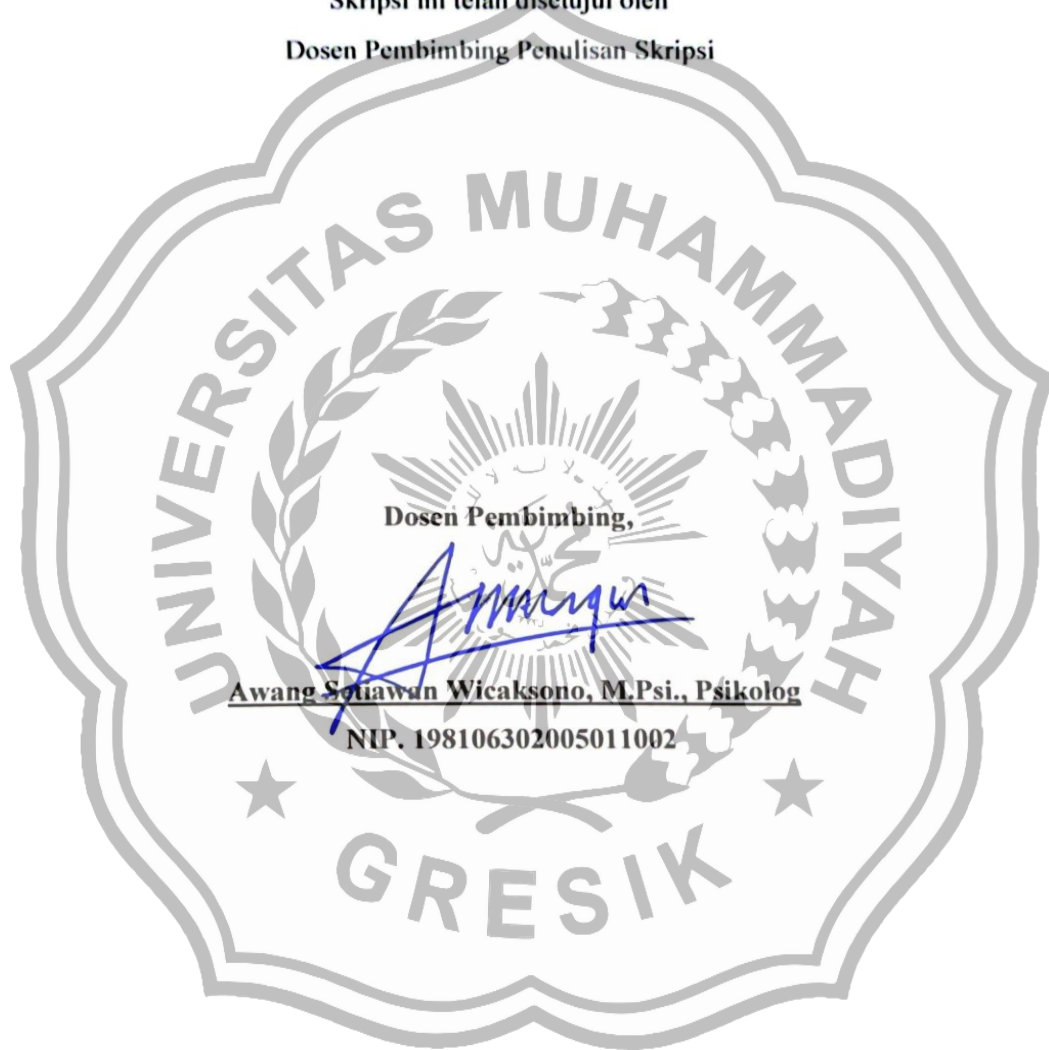 Skripsi ini telah disetujui oleh
Dosen Pembimbing Penulisan Skripsi
UNIVERSITAS MUHAMMADIYAH
Dosen Pembimbing,
Awang Setiawan Wicaksono, M.Psi., Psikolog
NIP. 198106302005011002
GRESIK